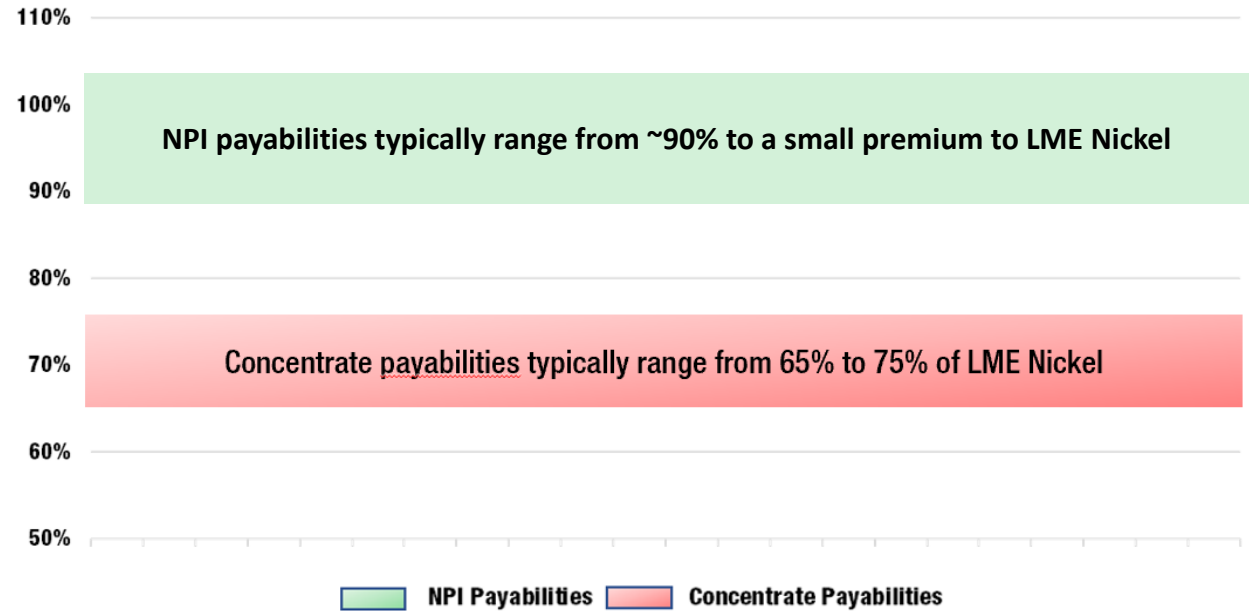 110%
100%
NPI payabilities typically range from ~90% to a small premium to LME Nickel
90%
80%
70%
Concentrate payabilities typically range from 65% to 75% of LME Nickel
60%
50%
NPI Payabilities
Concentrate Payabilities